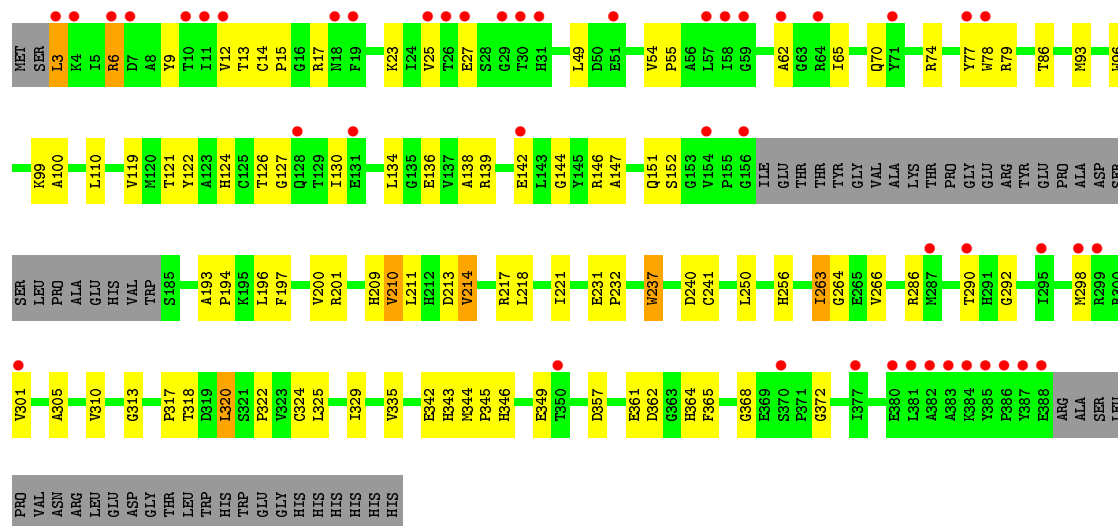 MET SER L3 K4 I5 R6 D7 A8 Y9 T10 I11 V12 T13 C14 P15 G16 R17 N18 F19 K23 I24 V25 T26 E27 S28 G29 T30 H31 L49 D50 E51 V54 P55 A56 L57 I58 G59 A62 G63 R64 I65 Q70 Y71 R74 Y77 W78 R79 T86 M93 W96
K99 A100 L110 V119 M120 T121 Y122 A123 H124 C125 T126 G127 Q128 T129 I130 E131 L134 G135 E136 V137 A138 R139 E142 L143 G144 Y145 R146 A147 Q151 S152 G153 V154 P155 G156 ILE GLU THR THR TYR GLY VAL ALA LYS THR PRO GLY GLU ARG TYR GLU PRO ALA ASP SER
SER LEU PRO ALA GLU HIS VAL TRP S185 A193 P194 K195 L196 F197 V200 R201 H209 V210 L211 H212 D213 V214 R217 L218 I221 E231 P232 W237 D240 C241 L250 H256 I263 G264 E265 V266 R286 M287 T290 H291 G292 I295 M298 R299 R300
V301 A305 V310 G313 P317 T318 D319 L320 S321 P322 V323 C324 L325 I329 V335 E342 H343 M344 P345 H346 E349 T350 D357 E361 D362 G363 H364 F365 G368 E369 S370 P371 G372 I377 E380 L381 A382 A383 K384 Y385 P386 Y387 E388 ARG ALA SER LEU
PRO VAL ASN ARG LEU GLU ASP GLY THR LEU TRP HIS TRP GLU GLY HIS HIS HIS HIS HIS HIS